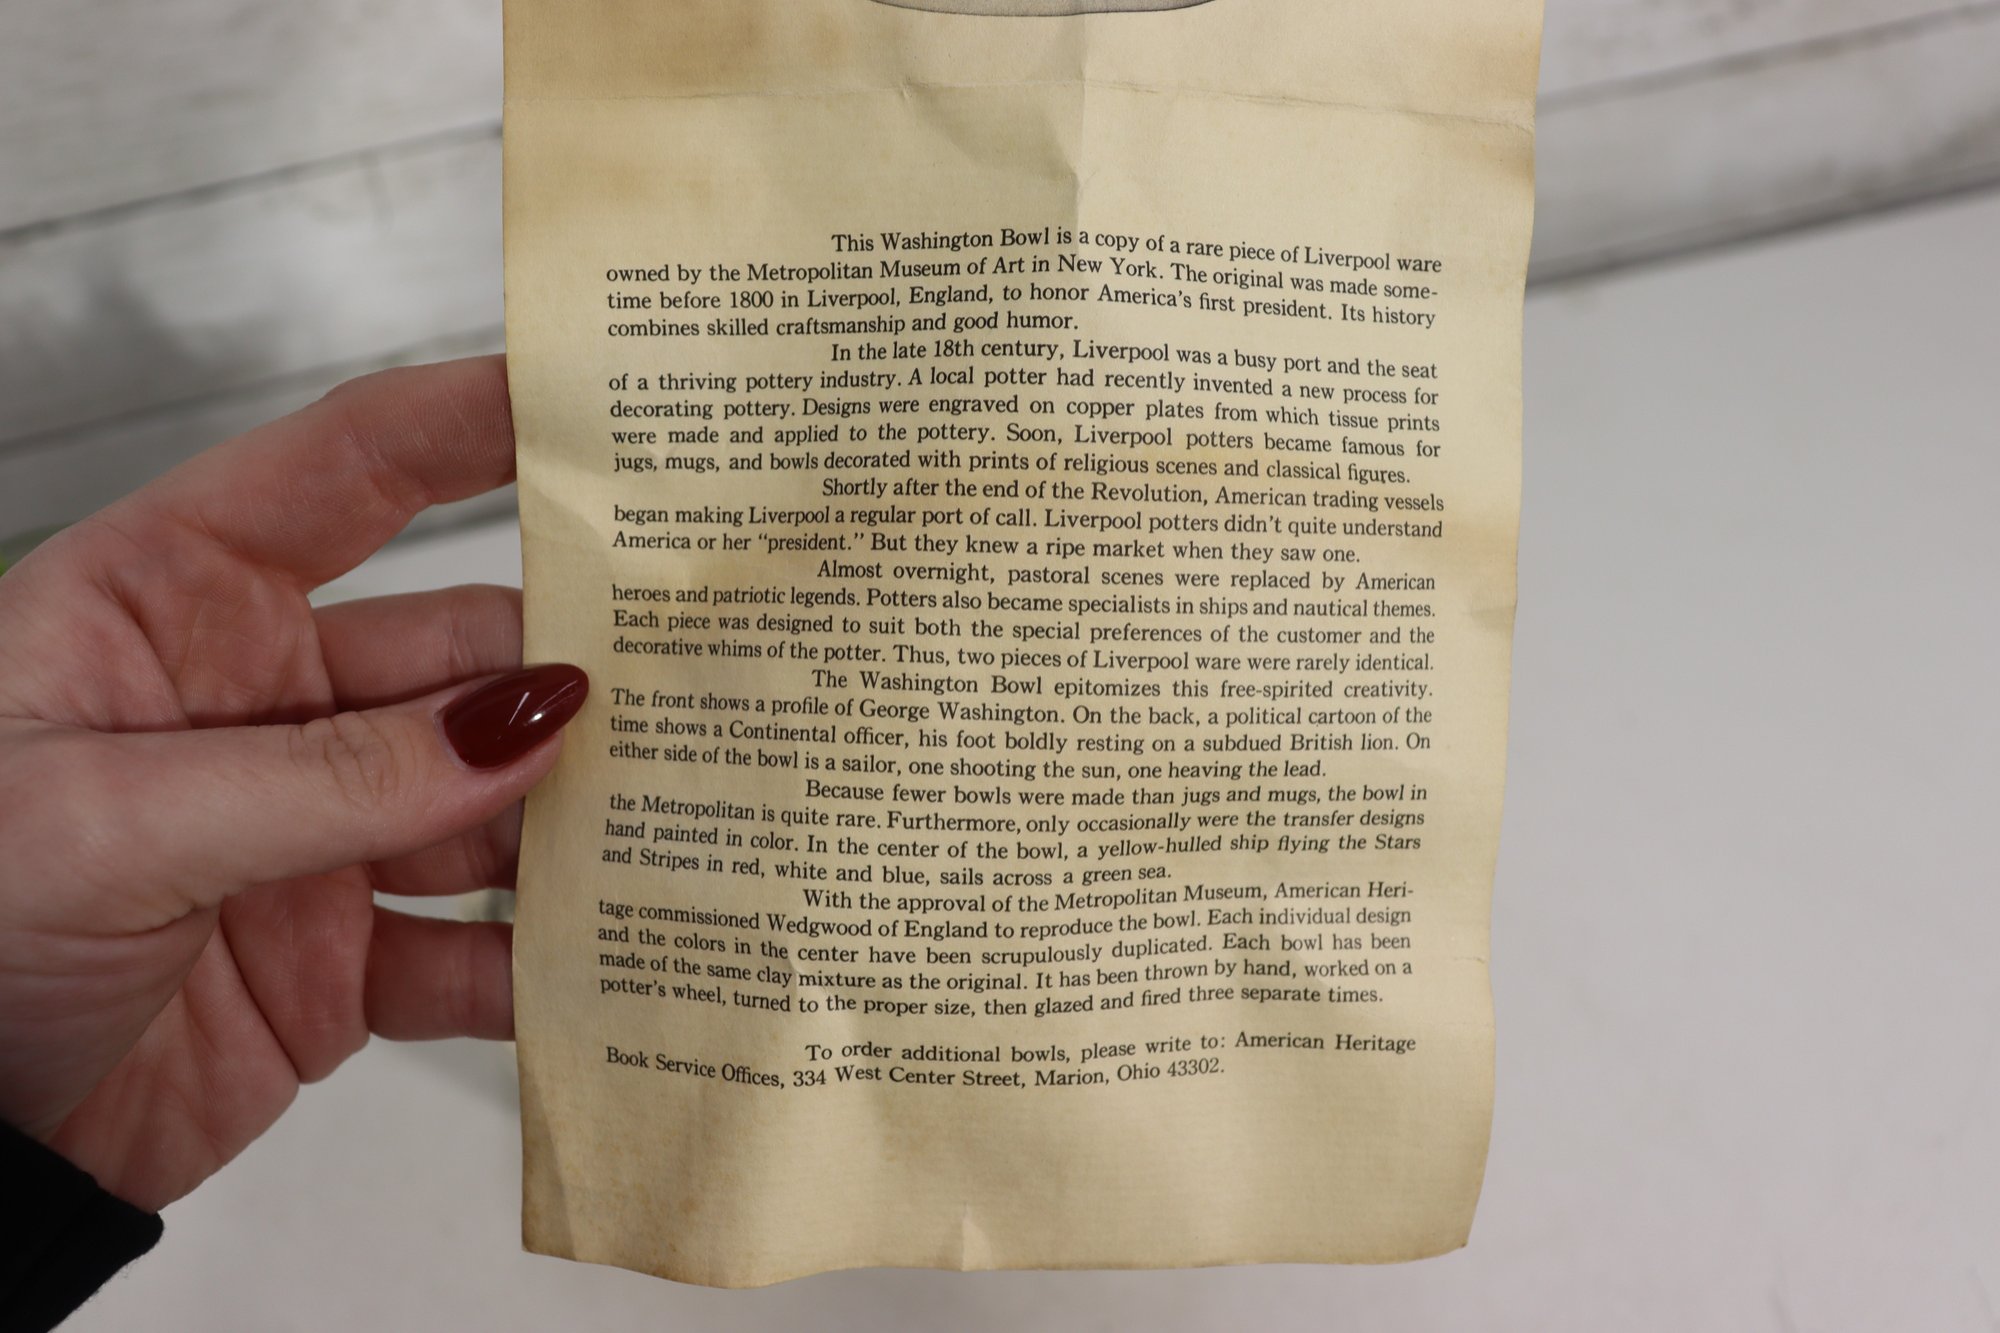 This Washington Bowl is a copy of a rare piece of Liverpool ware
owned by the Metropolitan Museum of Art in New York. The original was made some-
time before 1800 in Liverpool, England, to honor America's first president. Its history
combines skilled craftsmanship and good humor.
In the late 18th century, Liverpool was a busy port and the seat
of a thriving pottery industry. A local potter had recently invented a new process for
decorating pottery. Designs were engraved on copper plates from which tissue prints
were made and applied to the pottery. Soon, Liverpool potters became famous for
jugs, mugs, and bowls decorated with prints of religious scenes and classical figures.
Shortly after the end of the Revolution, American trading vessels
began making Liverpool a regular port of call. Liverpool potters didn't quite understand
America or her "president." But they knew a ripe market when they saw one.
Almost overnight, pastoral scenes were replaced by American
heroes and patriotic legends. Potters also became specialists in ships and nautical themes.
Each piece was designed to suit both the special preferences of the customer and the
decorative whims of the potter. Thus, two pieces of Liverpool ware were rarely identical.
The Washington Bowl epitomizes this free-spirited creativity.
The front shows a profile of George Washington. On the back, a political cartoon of the
time shows a Continental officer, his foot boldly resting on a subdued British lion. On
either side of the bowl is a sailor, one shooting the sun, one heaving the lead.
Because fewer bowls were made than jugs and mugs, the bowl in
the Metropolitan is quite rare. Furthermore, only occasionally were the transfer designs
hand painted in color. In the center of the bowl, a yellow-hulled ship flying the Stars
and Stripes in red, white and blue, sails across a green sea.
With the approval of the Metropolitan Museum, American Heri-
tage commissioned Wedgwood of England to reproduce the bowl. Each individual design
and the colors in the center have been scrupulously duplicated. Each bowl has been
made of the same clay mixture as the original. It has been thrown by hand, worked on a
potter's wheel, turned to the proper size, then glazed and fired three separate times.
To order additional bowls, please write to: American Heritage
Book Service Offices, 334 West Center Street, Marion, Ohio 43302.